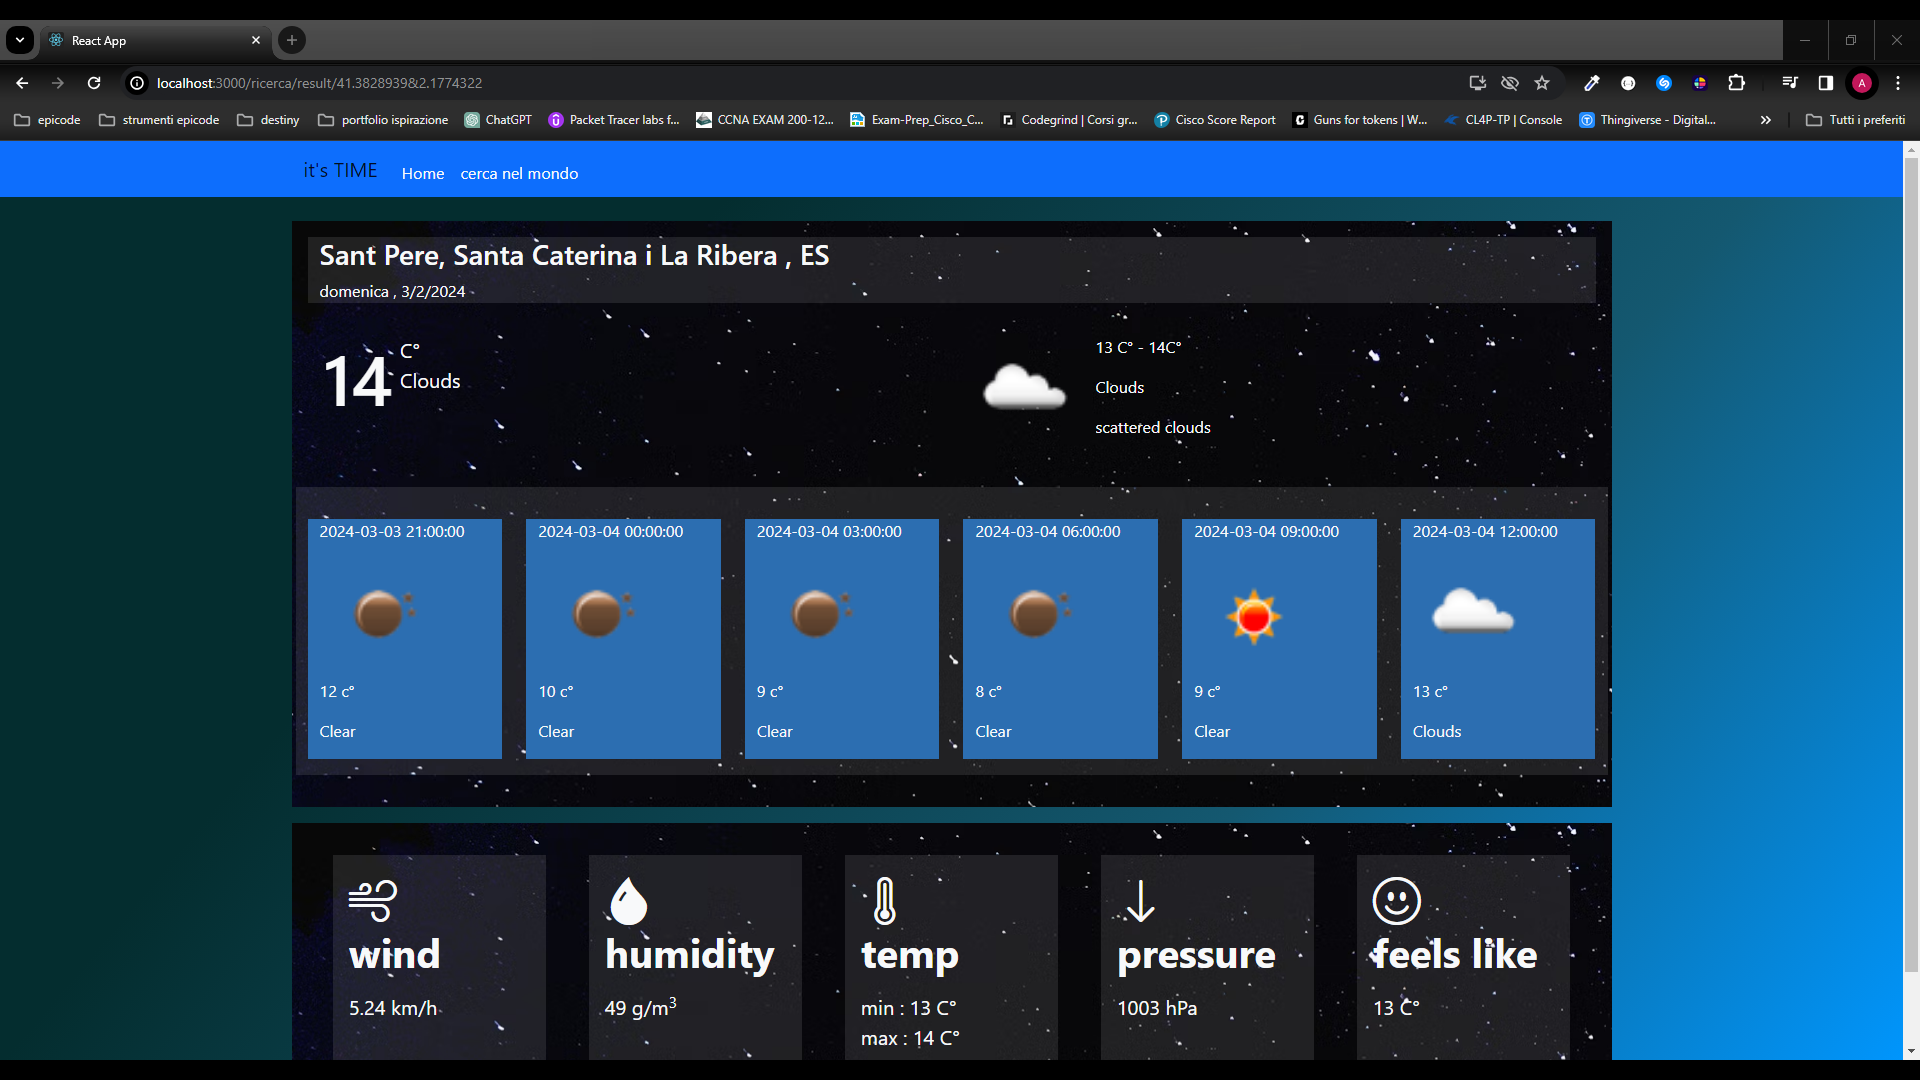 React App
localhost:3000/ricerca/result/41.3828939&2.1774322
A
epicode
strumenti epicode
destiny
portfolio ispirazione
ChatGPT
Packet Tracer labs f...
CCNA EXAM 200-12...
Exam-Prep_Cisco_C...
Codegrind | Corsi gr...
Cisco Score Report
Guns for tokens | W...
CL4P-TP | Console
Thingiverse - Digital...
Tutti i preferiti
it's TIME
Home
cerca nel mondo
Sant Pere, Santa Caterina i La Ribera , ES
domenica , 3/2/2024
14
C°
Clouds
13 C° - 14C°
Clouds
scattered clouds
2024-03-03 21:00:00
12 c°
Clear
2024-03-04 00:00:00
10 c°
Clear
2024-03-04 03:00:00
9 c°
Clear
2024-03-04 06:00:00
8 c°
Clear
2024-03-04 09:00:00
9 c°
Clear
2024-03-04 12:00:00
13 c°
Clouds
wind
5.24 km/h
humidity
49 g/m³
temp
min : 13 C°
max : 14 C°
pressure
1003 hPa
feels like
13 C°